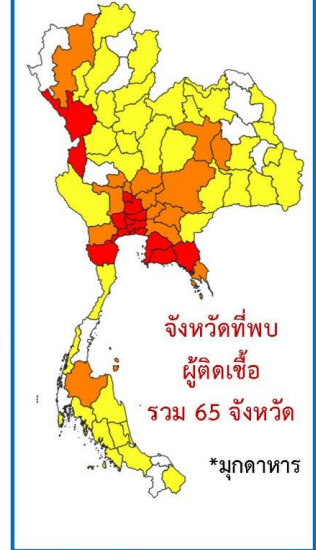 จังหวัดที่พบ
ผู้ติดเชื้อ
รวม 65 จังหวัด
*มุกดาหาร